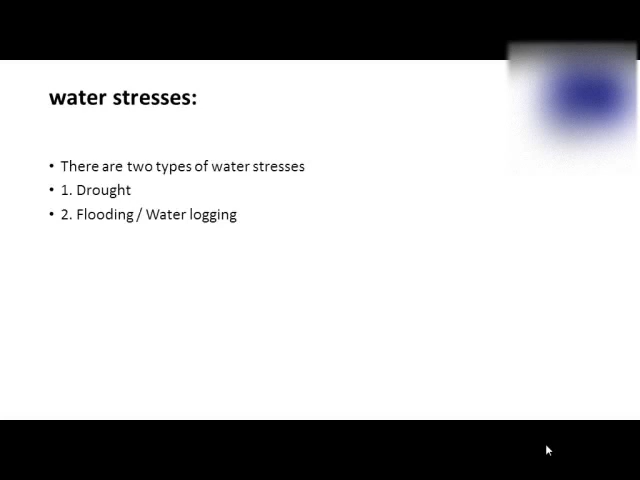 water stresses:
• There are two types of water stresses
• 1. Drought
• 2. Flooding / Water logging